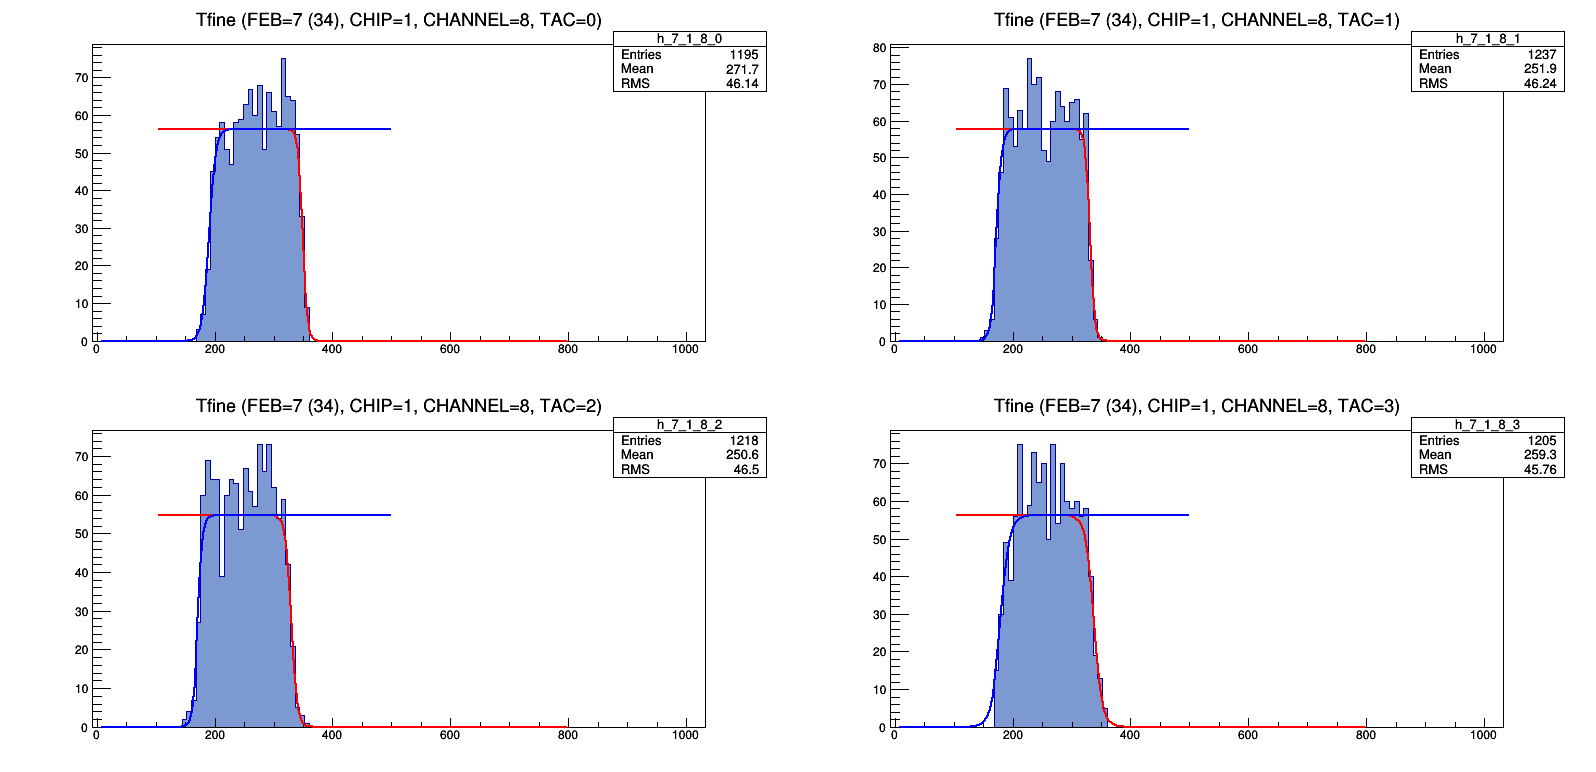 Tfine (FEB=7 (34), CHIP=1, CHANNEL=8, TAC=0)
h_7_1_8_0
Entries 1195
Mean 271.7
RMS 46.14
70
60
50
40
30
20
10
0
0 200 400 600 800 1000
Tfine (FEB=7 (34), CHIP=1, CHANNEL=8, TAC=1)
h_7_1_8_1
Entries 1237
Mean 251.9
RMS 46.24
80
70
60
50
40
30
20
10
0
0 200 400 600 800 1000
Tfine (FEB=7 (34), CHIP=1, CHANNEL=8, TAC=2)
h_7_1_8_2
Entries 1218
Mean 250.6
RMS 46.5
70
60
50
40
30
20
10
0
0 200 400 600 800 1000
Tfine (FEB=7 (34), CHIP=1, CHANNEL=8, TAC=3)
h_7_1_8_3
Entries 1205
Mean 259.3
RMS 45.76
70
60
50
40
30
20
10
0
0 200 400 600 800 1000